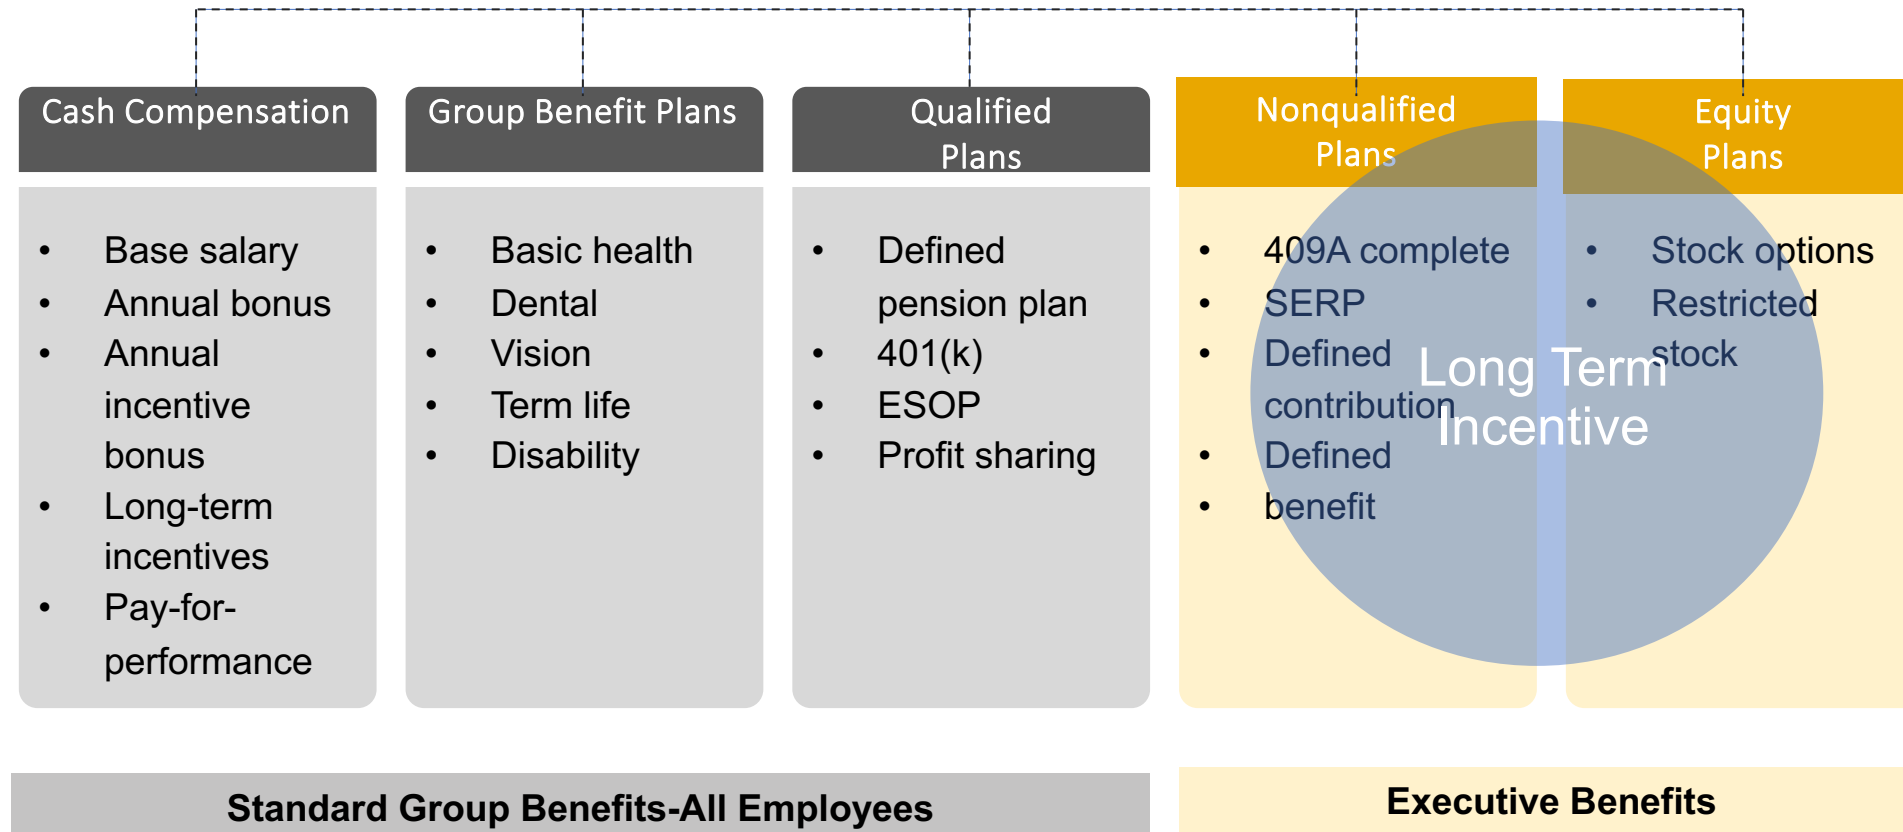 Cash Compensation
• Base salary
• Annual bonus
• Annual
incentive
bonus
• Long-term
incentives
• Pay-for-
performance
Group Benefit Plans
• Basic health
• Dental
• Vision
• Term life
• Disability
Qualified
Plans
• Defined
pension plan
• 401(k)
• ESOP
• Profit sharing
Nonqualified
Plans
• 409A complete
• SERP
• Defined
contribution
• Defined
• benefit
Equity
Plans
• Stock options
• Restricted
stock
Long Term
Incentive
Standard Group Benefits-All Employees
Executive Benefits